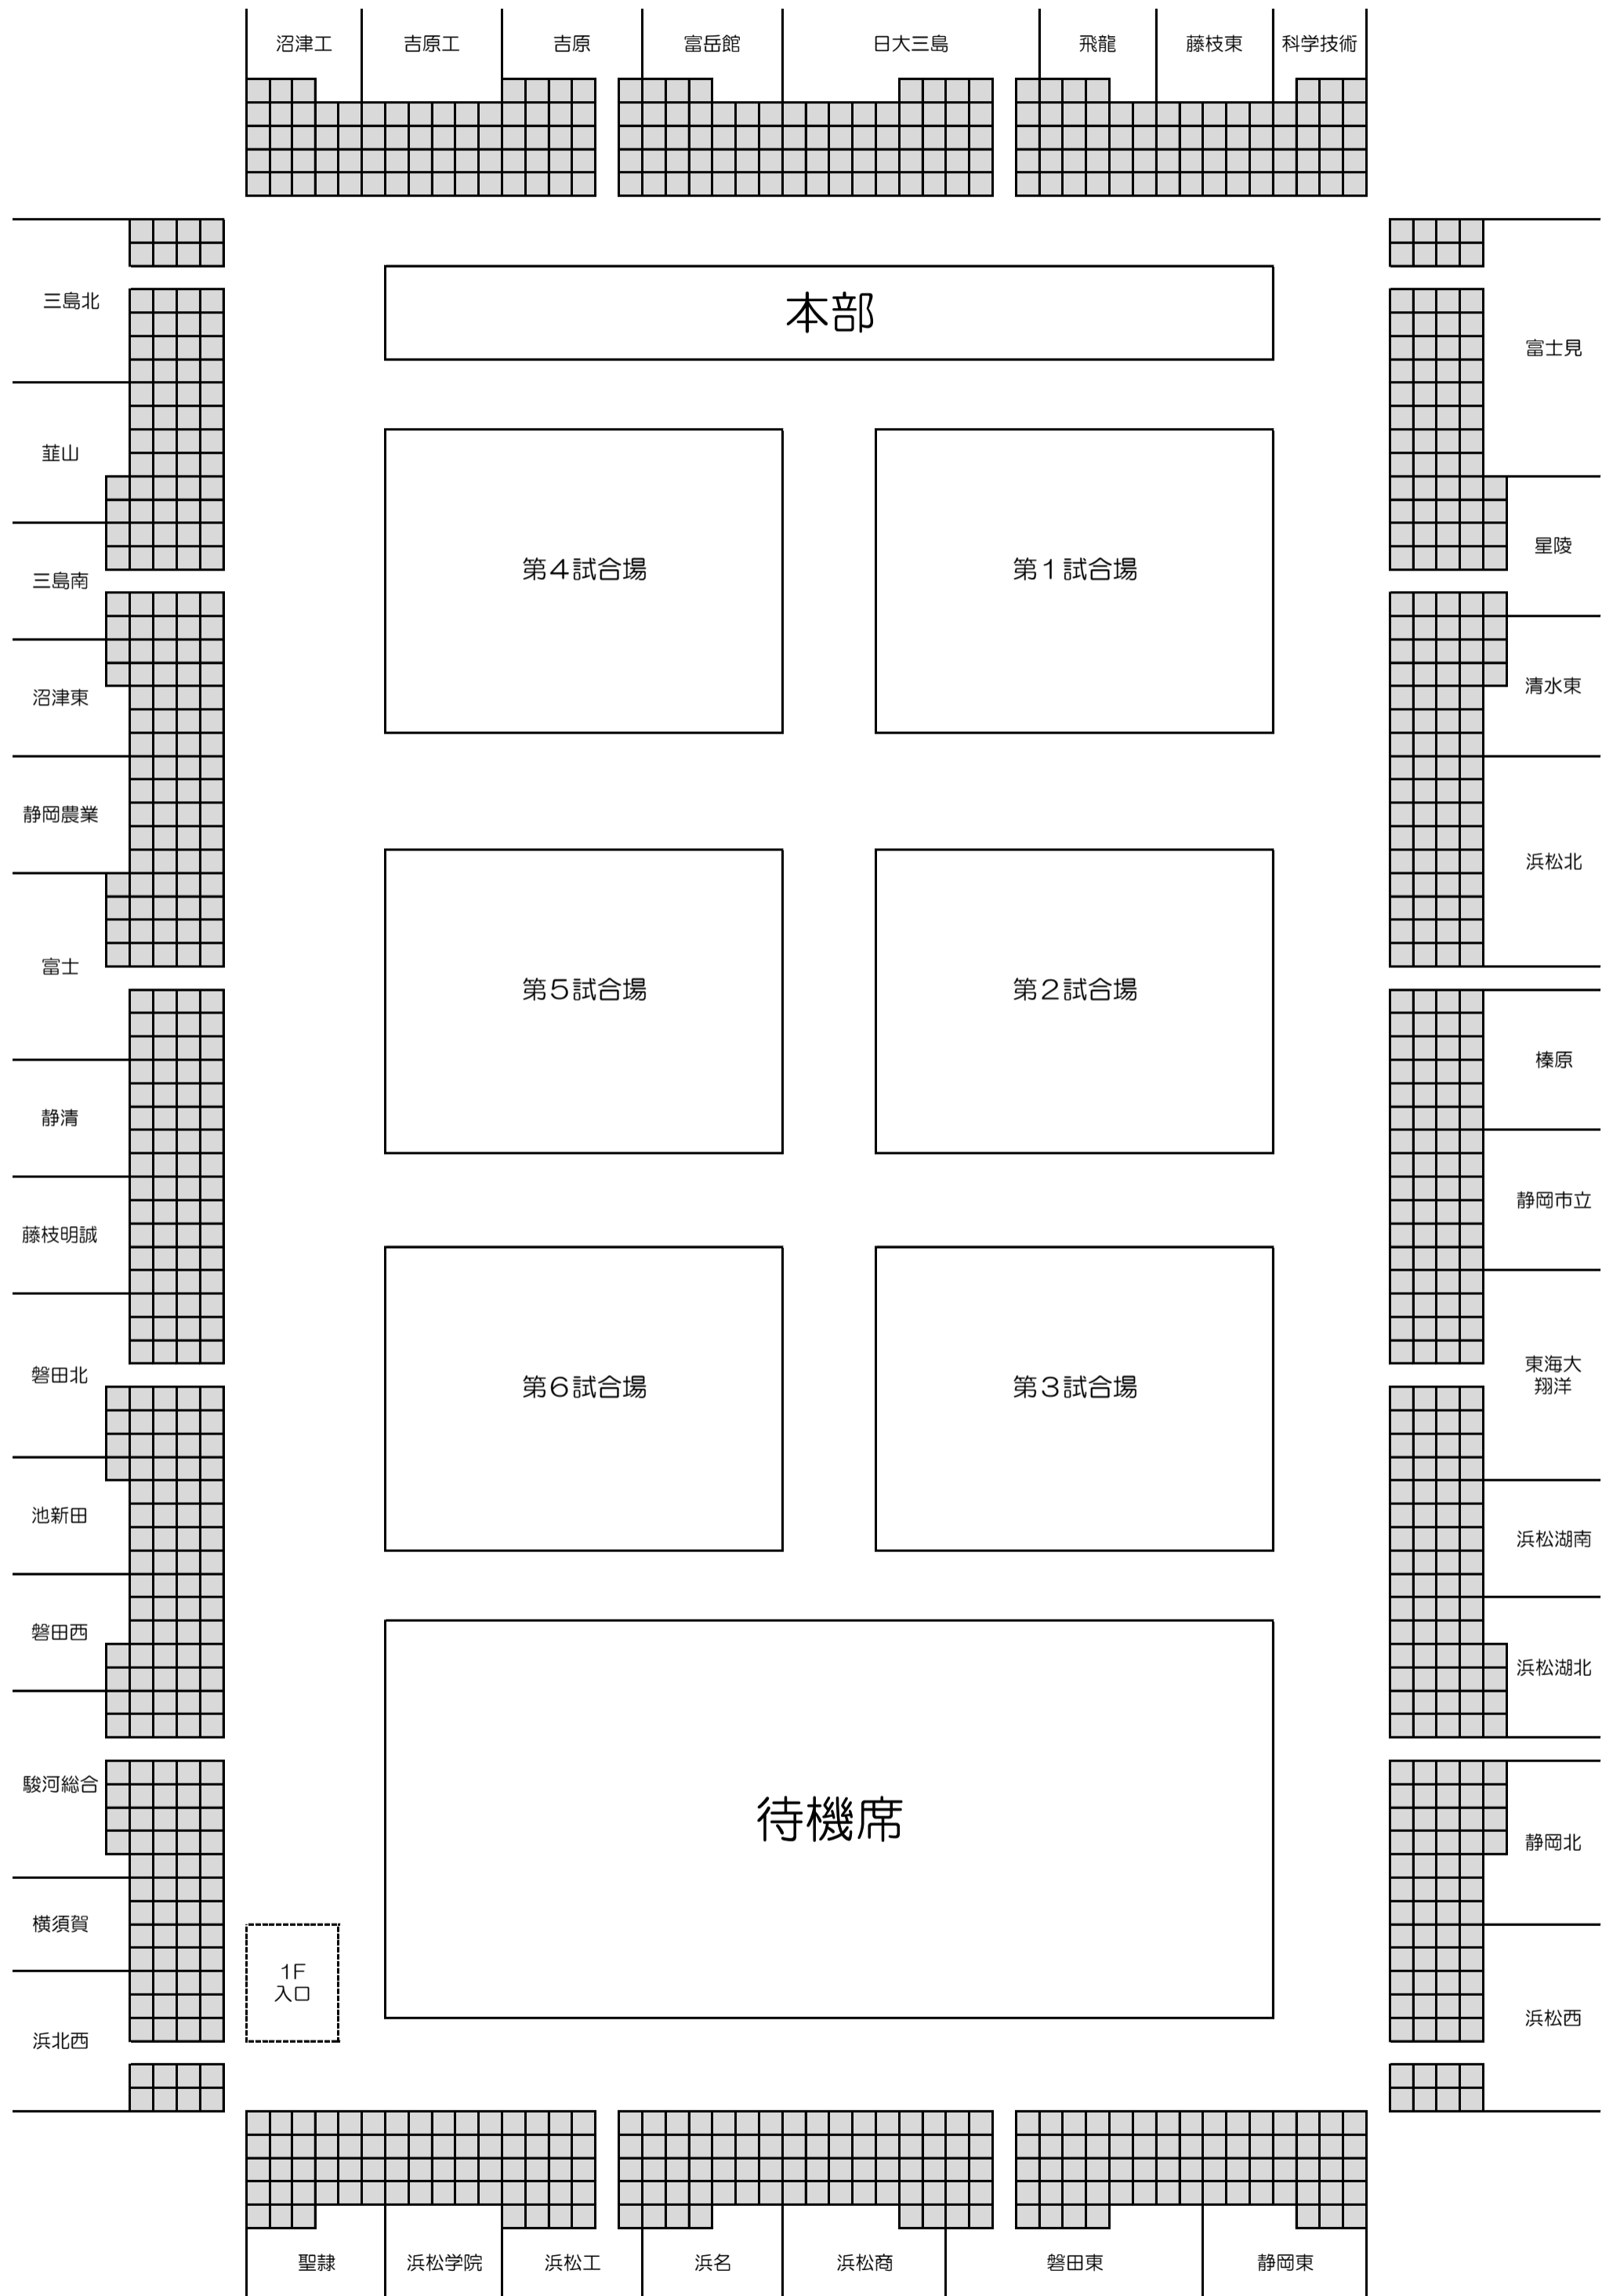 沼津工 吉原工 吉原 富岳館 日大三島 飛龍 藤枝東 科学技術
本部
三島北
富士見
韮山
星陵
第4試合場 第1試合場
三島南
清水東
沼津東
静岡農業
浜松北
富士
第5試合場 第2試合場
榛原
静清
静岡市立
藤枝明誠
東海大
翔洋
磐田北
第6試合場 第3試合場
池新田
浜松湖南
磐田西
浜松湖北
駿河総合
待機席
静岡北
横須賀
1F
入口
浜松西
浜北西
聖隷 浜松学院 浜松工 浜名 浜松商 磐田東 静岡東